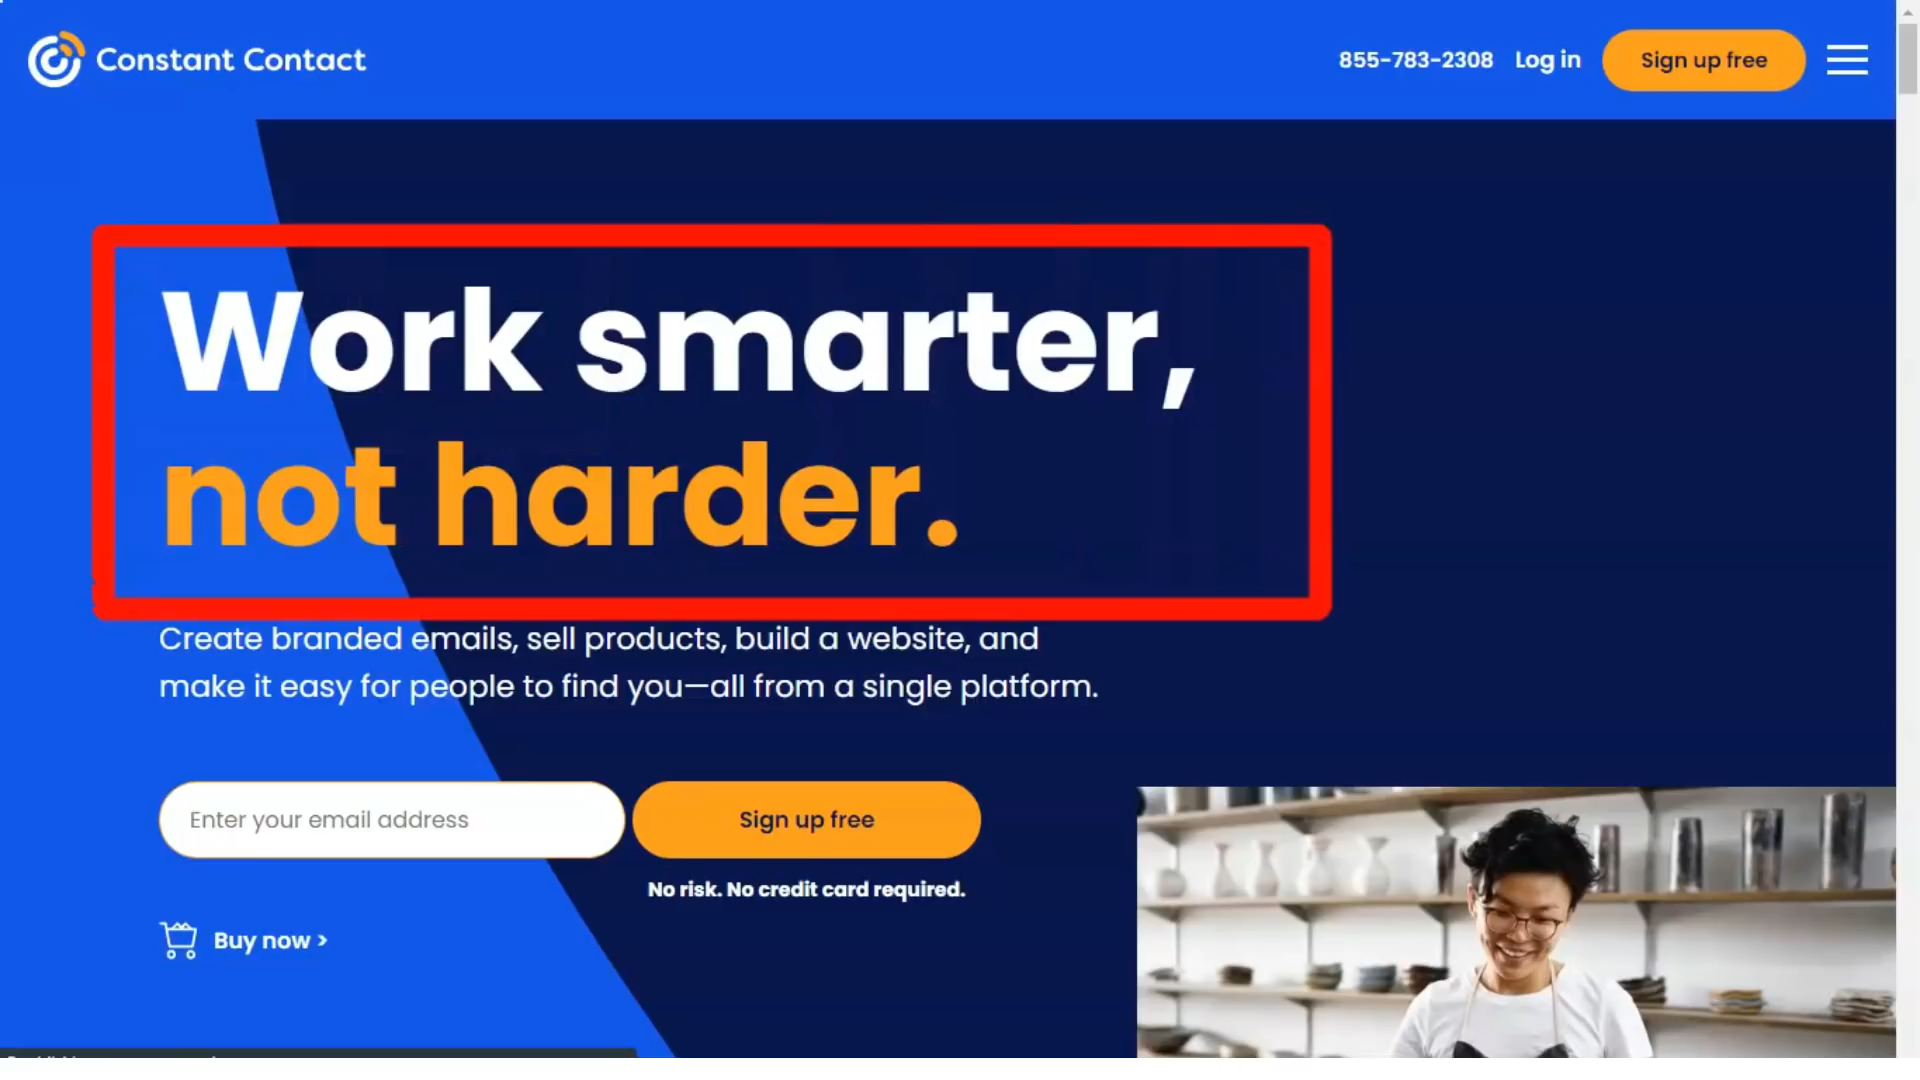 Constant Contact
855-783-2308 Log in Sign up free
Work smarter,
not harder.
Create branded emails, sell products, build a website, and
make it easy for people to find you—all from a single platform.
Enter your email address Sign up free
No risk. No credit card required.
Buy now >